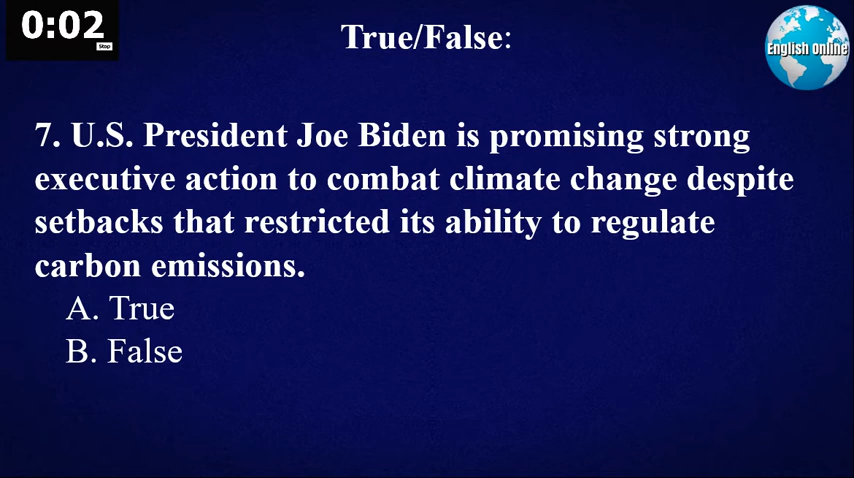 0:02
Stop
True/False:
English Online
7. U.S. President Joe Biden is promising strong
executive action to combat climate change despite
setbacks that restricted its ability to regulate
carbon emissions.
A. True
B. False